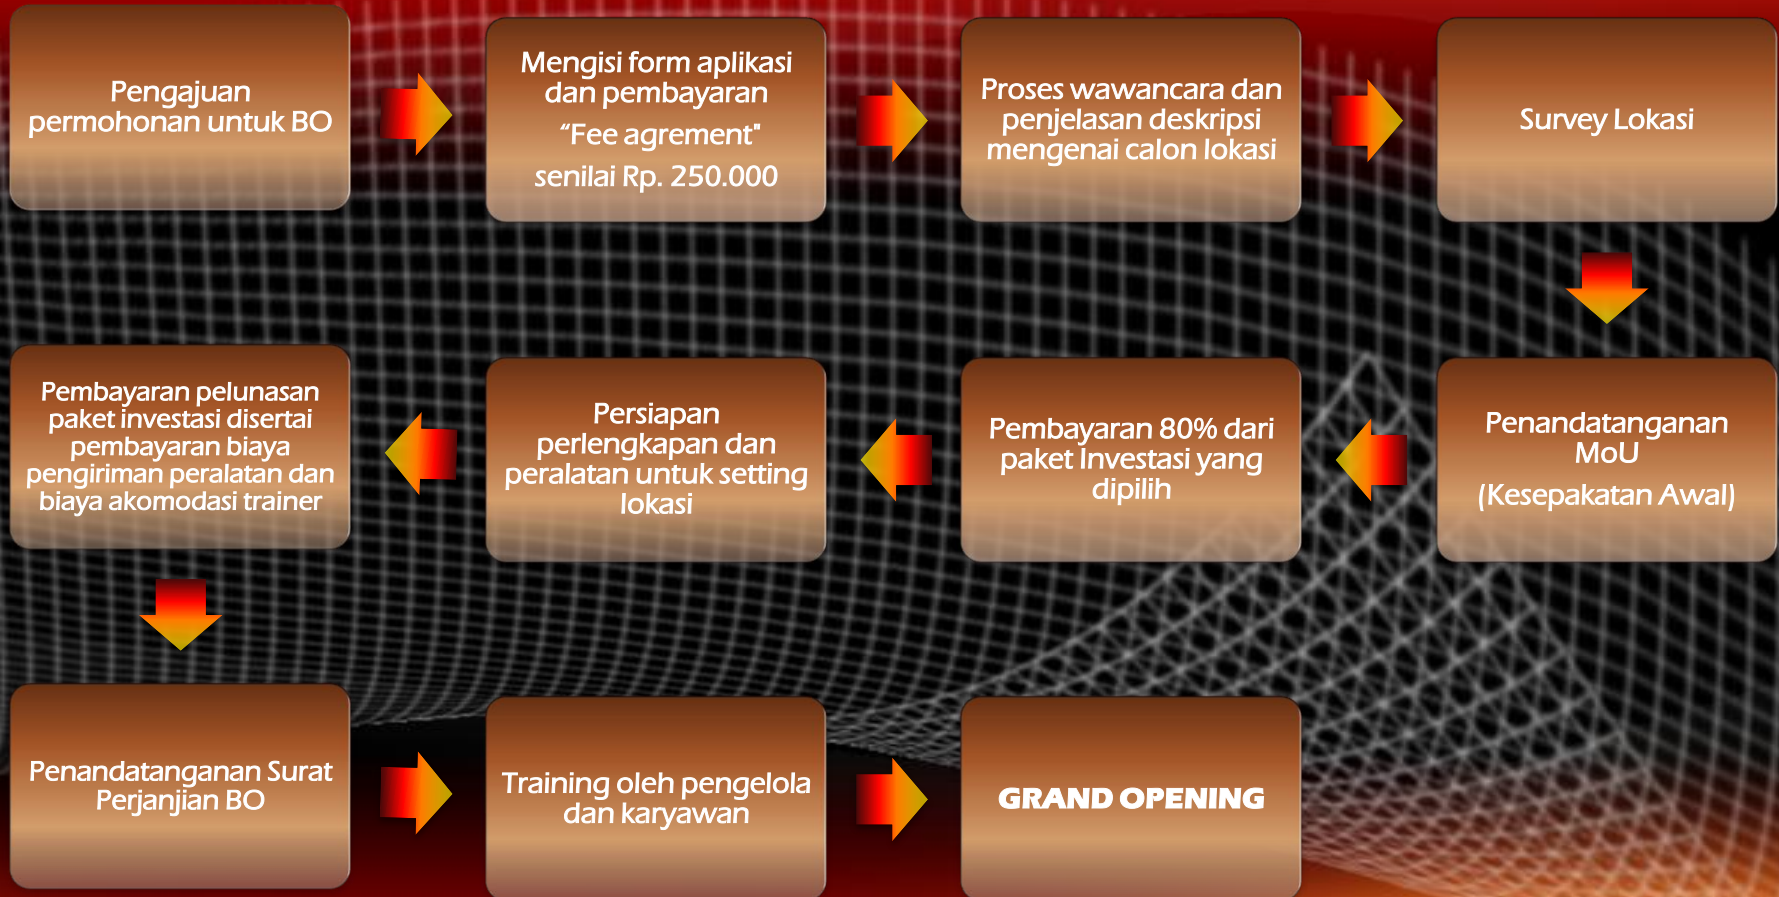 Pengajuan
permohonan untuk BO
Mengisi form aplikasi
dan pembayaran
“Fee agrement"
senilai Rp. 250.000
Proses wawancara dan
penjelasan deskripsi
mengenai calon lokasi
Survey Lokasi
Penandatanganan
MoU
(Kesepakatan Awal)
Pembayaran 80% dari
paket Investasi yang
dipilih
Persiapan
perlengkapan dan
peralatan untuk setting
lokasi
Pembayaran pelunasan
paket investasi disertai
pembayaran biaya
pengiriman peralatan dan
biaya akomodasi trainer
Penandatanganan Surat
Perjanjian BO
Training oleh pengelola
dan karyawan
GRAND OPENING